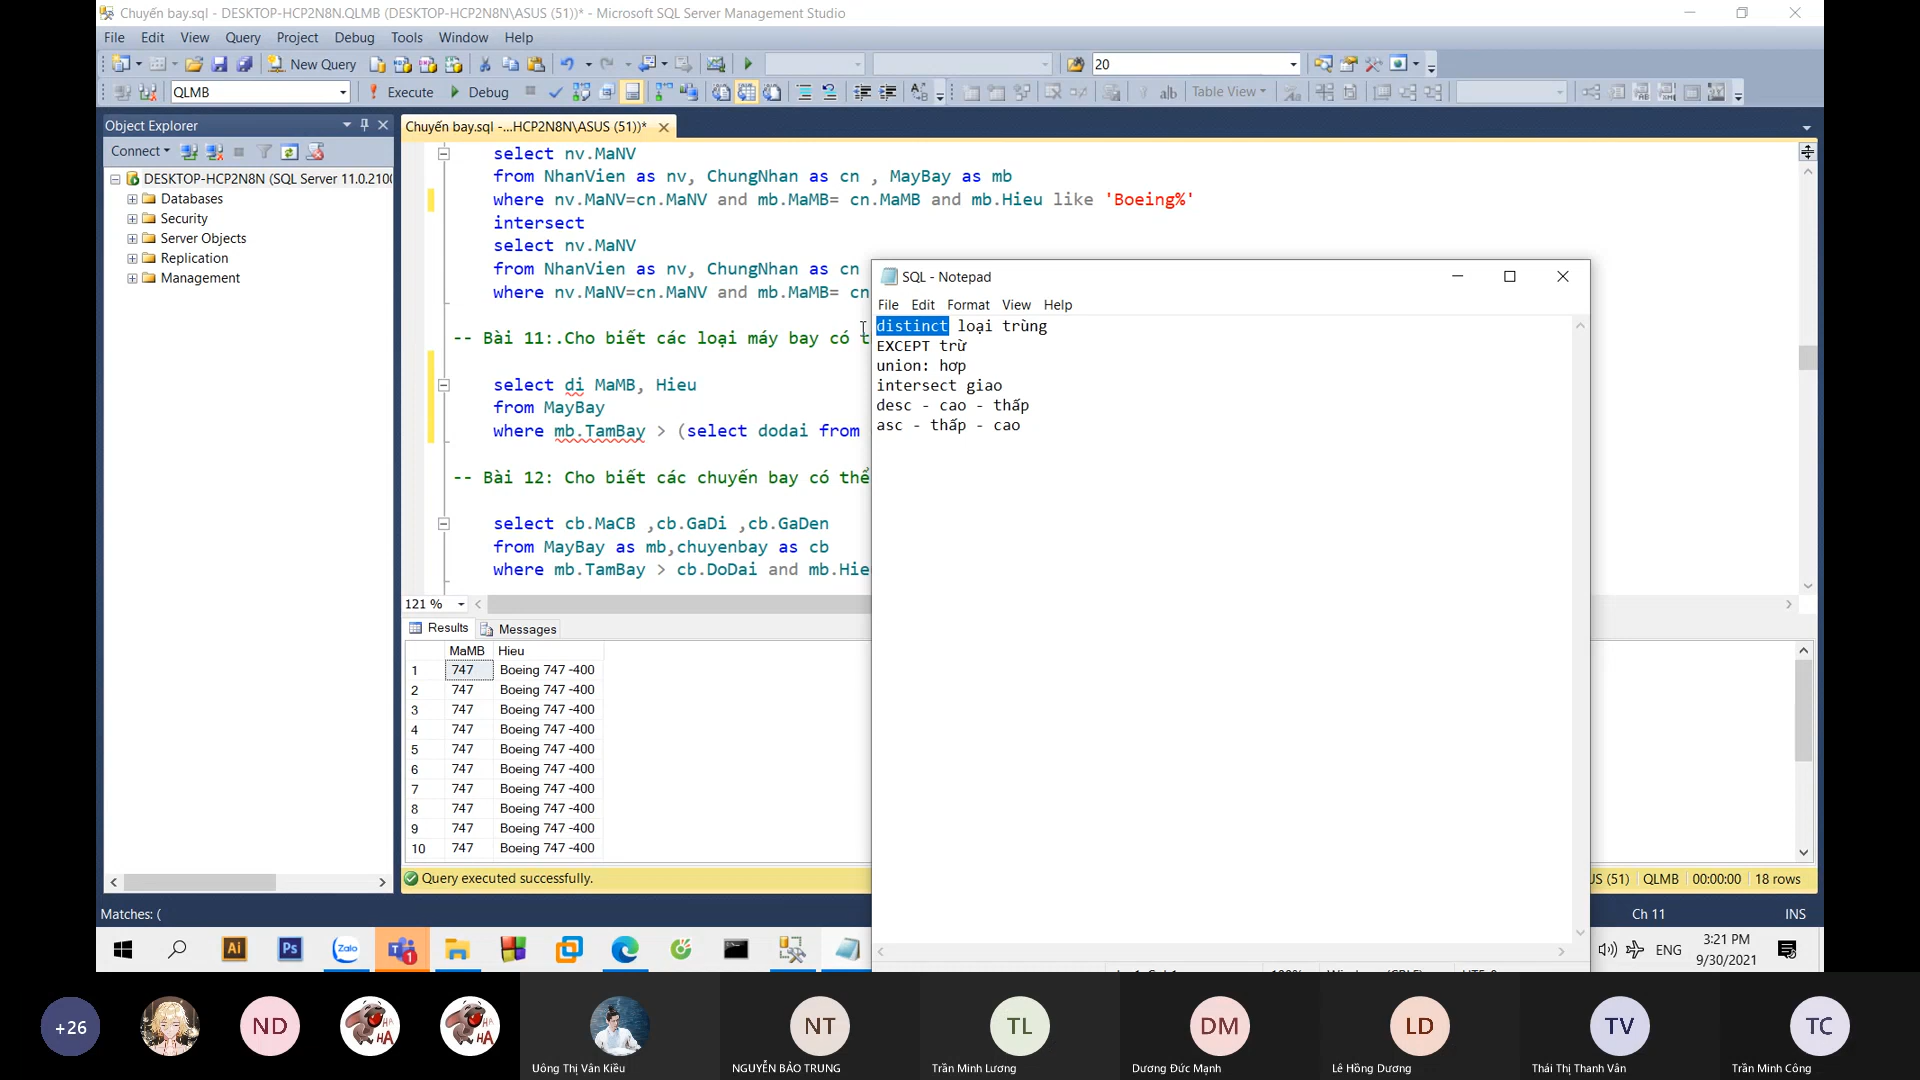 Chuyến bay.sql - DESKTOP-HCP2N8N.QLMB (DESKTOP-HCP2N8N\ASUS (51))* - Microsoft SQL Server Management Studio
File Edit View Query Project Debug Tools Window Help
New Query
20
QLMB
Execute
Debug
Table View
Object Explorer
Connect
DESKTOP-HCP2N8N (SQL Server 11.0.2100
Databases
Security
Server Objects
Replication
Management
Chuyến bay.sql -...HCP2N8N\ASUS (51))*
select nv.MaNV
from NhanVien as nv, ChungNhan as cn , MayBay as mb
where nv.MaNV=cn.MaNV and mb.MaMB= cn.MaMB and mb.Hieu like 'Boeing%'
intersect
select nv.MaNV
from NhanVien as nv, ChungNhan as cn
where nv.MaNV=cn.MaNV and mb.MaMB= cn
-- Bài 11:.Cho biết các loại máy bay có t
select di MaMB, Hieu
from MayBay
where mb.TamBay > (select dodai from
-- Bài 12: Cho biết các chuyến bay có thể
select cb.MaCB ,cb.GaDi ,cb.GaDen
from MayBay as mb,chuyenbay as cb
where mb.TamBay > cb.DoDai and mb.Hie
121 %
Results Messages
MaMB Hieu
1 747 Boeing 747 -400
2 747 Boeing 747 -400
3 747 Boeing 747 -400
4 747 Boeing 747 -400
5 747 Boeing 747 -400
6 747 Boeing 747 -400
7 747 Boeing 747 -400
8 747 Boeing 747 -400
9 747 Boeing 747 -400
10 747 Boeing 747 -400
Query executed successfully.
US (51) QLMB 00:00:00 18 rows
Matches: (
Ch 11
INS
SQL - Notepad
File Edit Format View Help
distinct loại trùng
EXCEPT trừ
union: hơp
intersect giao
desc - cao - thấp
asc - thấp - cao
Ai
Ps
Zalo
1
ENG
3:21 PM
9/30/2021
+26
ND
HA
HA
NT
TL
DM
LD
TV
TC
Uông Thị Vân Kiều
NGUYỄN BẢO TRUNG
Trần Minh Lương
Dương Đức Mạnh
Lê Hồng Dương
Thái Thị Thanh Vân
Trần Minh Công